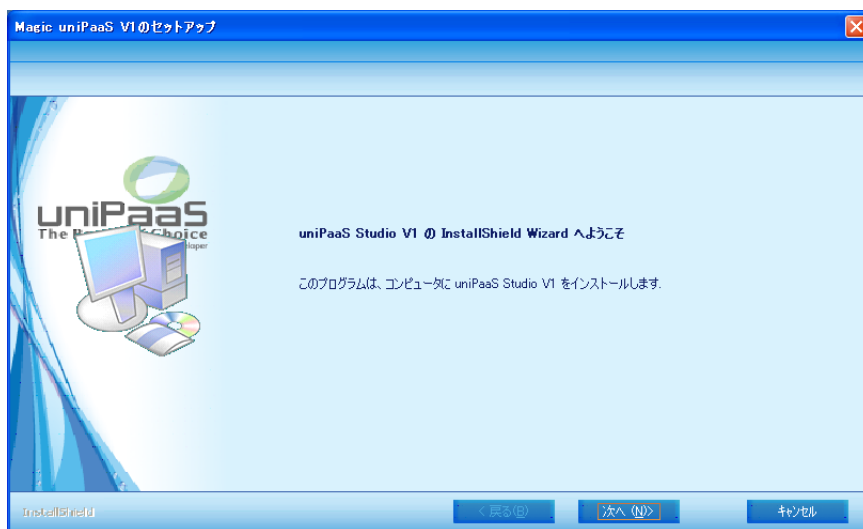 Magic uniPaaS V1のセットアップ
uniPaaS
The
Choice
loper
uniPaaS Studio V1 の InstallShield Wizard へようこそ
このプログラムは、コンピュータに uniPaaS Studio V1 をインストールします.
InstallShield
< 戻る(B)
次へ (N)>
キャンセル